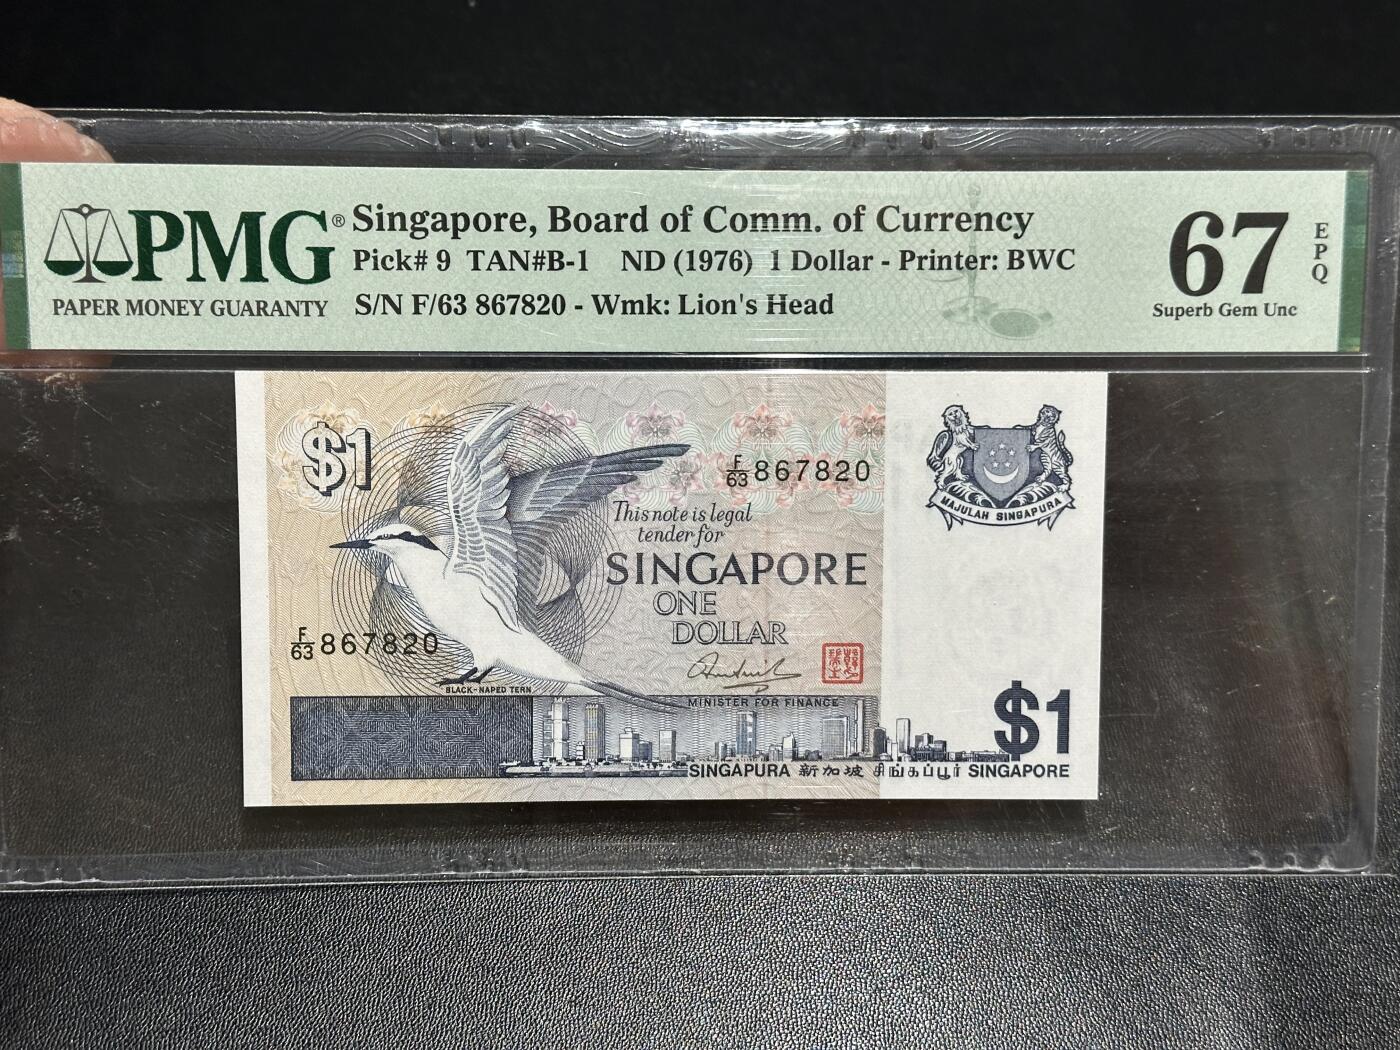 PMG® Singapore, Board of Comm. of Currency
Pick# 9 TAN#B-1 ND (1976) 1 Dollar - Printer: BWC
PAPER MONEY GUARANTY
S/N F/63 867820 - Wmk: Lion's Head
67
EPQ
Superb Gem Unc
$1
F/63 867820
MAJULAH SINGAPURA
This note is legal
tender for
SINGAPORE
ONE
DOLLAR
F/63 867820
BLACK-NAPED TERN
MINISTER FOR FINANCE
$1
SINGAPURA 新加坡 சிங்கப்பூர் SINGAPORE